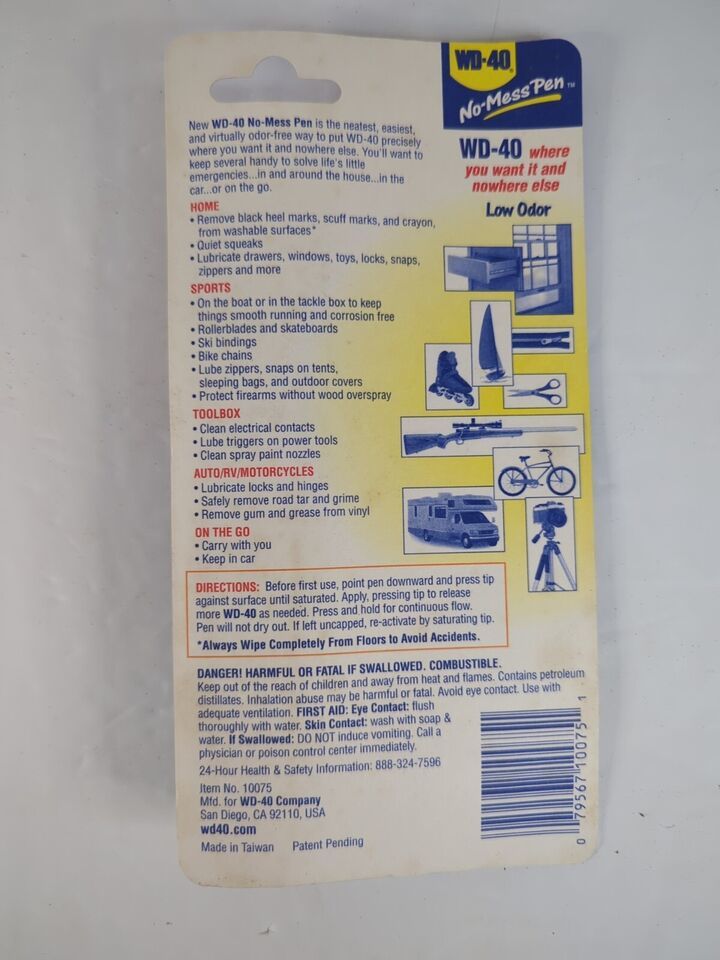 WD-40®
No-Mess Pen™
WD-40 where
you want it and
nowhere else
Low Odor
New WD-40 No-Mess Pen is the neatest, easiest,
and virtually odor-free way to put WD-40 precisely
where you want it and nowhere else. You'll want to
keep several handy to solve life's little
emergencies...in and around the house...in the
car...or on the go.
HOME
• Remove black heel marks, scuff marks, and crayon,
from washable surfaces*
• Quiet squeaks
• Lubricate drawers, windows, toys, locks, snaps,
zippers and more
SPORTS
• On the boat or in the tackle box to keep
things smooth running and corrosion free
• Rollerblades and skateboards
• Ski bindings
• Bike chains
• Lube zippers, snaps on tents,
sleeping bags, and outdoor covers
• Protect firearms without wood overspray
TOOLBOX
• Clean electrical contacts
• Lube triggers on power tools
• Clean spray paint nozzles
AUTO/RV/MOTORCYCLES
• Lubricate locks and hinges
• Safely remove road tar and grime
• Remove gum and grease from vinyl
ON THE GO
• Carry with you
• Keep in car
DIRECTIONS: Before first use, point pen downward and press tip
against surface until saturated. Apply, pressing tip to release
more WD-40 as needed. Press and hold for continuous flow.
Pen will not dry out. If left uncapped, re-activate by saturating tip.
*Always Wipe Completely From Floors to Avoid Accidents.
DANGER! HARMFUL OR FATAL IF SWALLOWED. COMBUSTIBLE.
Keep out of the reach of children and away from heat and flames. Contains petroleum
distillates. Inhalation abuse may be harmful or fatal. Avoid eye contact. Use with
adequate ventilation. FIRST AID: Eye Contact: flush
thoroughly with water. Skin Contact: wash with soap &
water. If Swallowed: DO NOT induce vomiting. Call a
physician or poison control center immediately.
24-Hour Health & Safety Information: 888-324-7596
Item No. 10075
Mfd. for WD-40 Company
San Diego, CA 92110, USA
wd40.com
Made in Taiwan Patent Pending
0 79567 10075 1